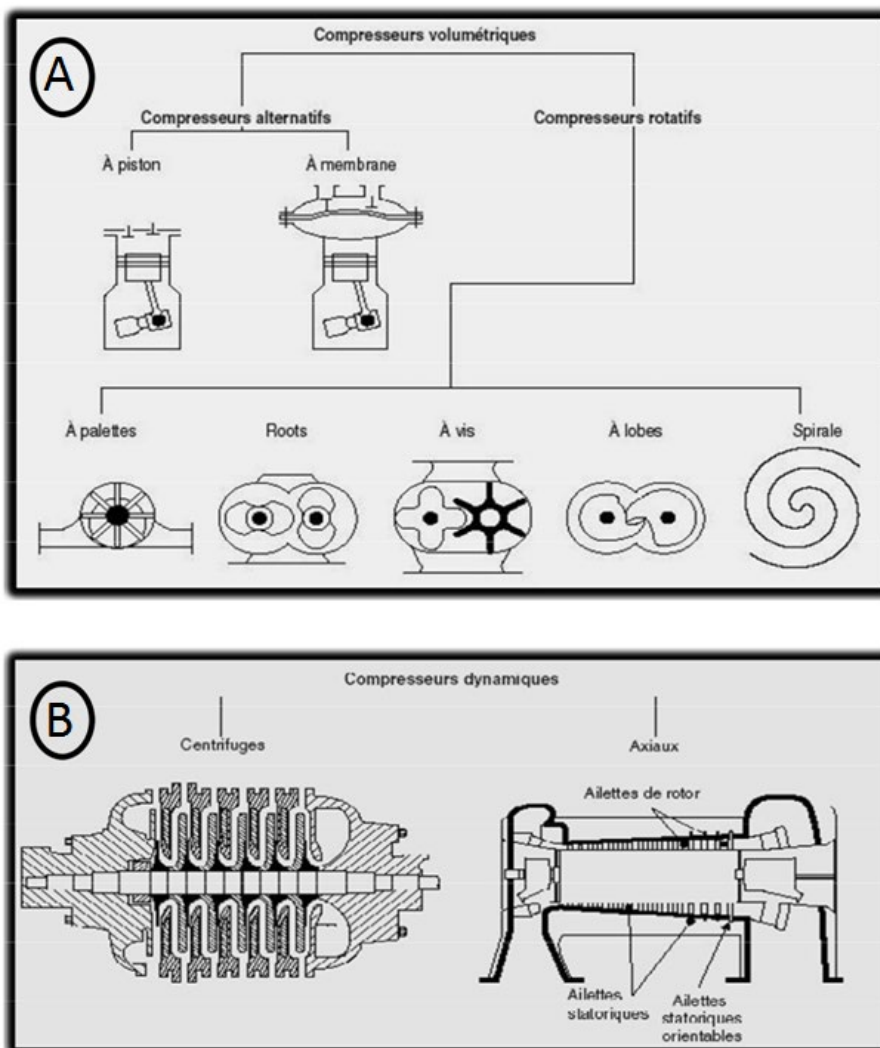 A
Compresseurs volumétriques
Compresseurs alternatifs
Compresseurs rotatifs
À piston
À membrane
À palettes
Roots
À vis
À lobes
Spirale
B
Compresseurs dynamiques
Centrifuges
Axiaux
Ailettes de rotor
Ailettes
statoriques
Ailettes
statoriques
orientables